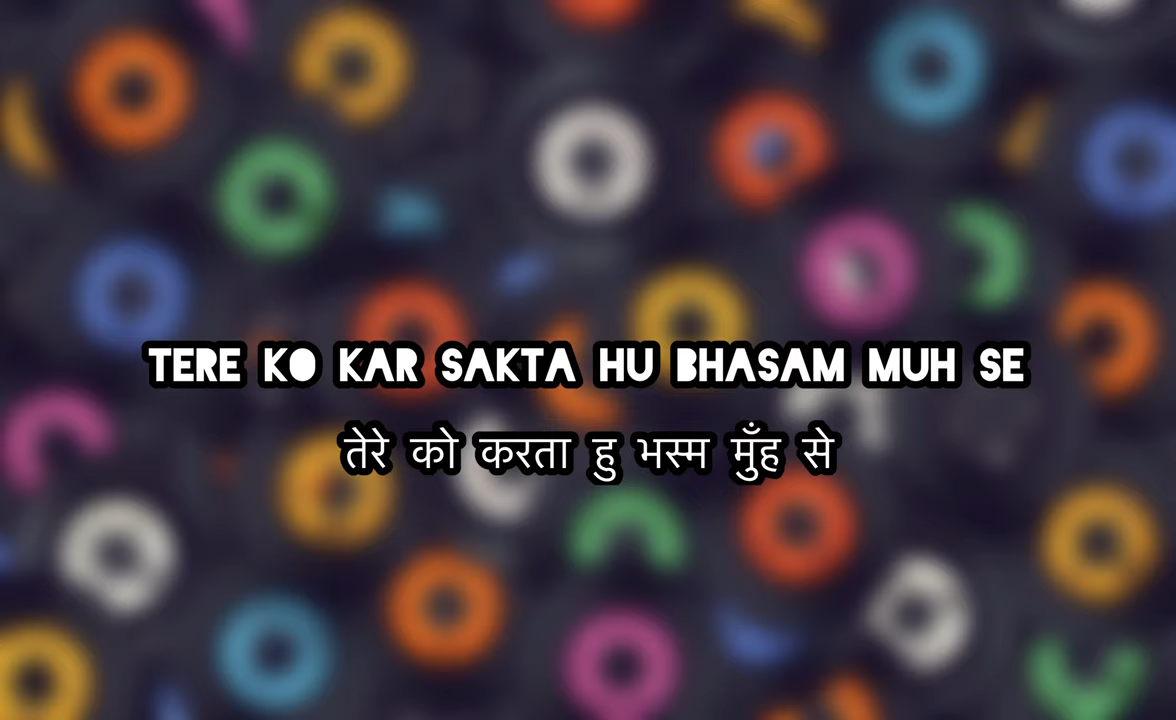 TERE KO KAR SAKTA HU BHASAM MUH SE
तेरे को करता हु भस्म मुँह से